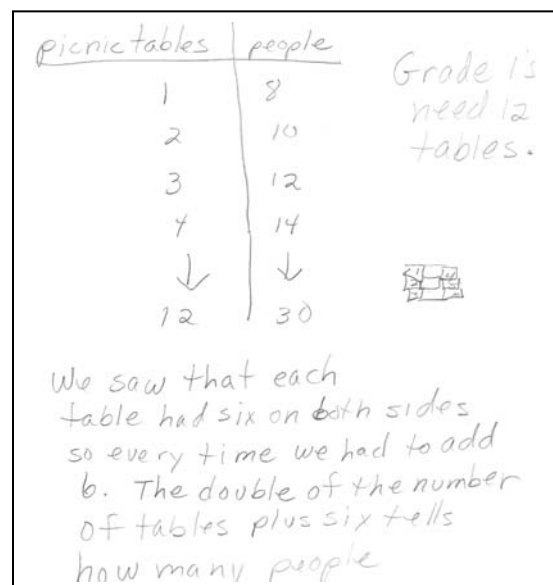 picnic tables people
1 8
2 10
3 12
4 14
12 30
Grade 1's
need 12
tables.
We saw that each
table had six on both sides
so every time we had to add
6. The double of the number
of tables plus six tells
how many people